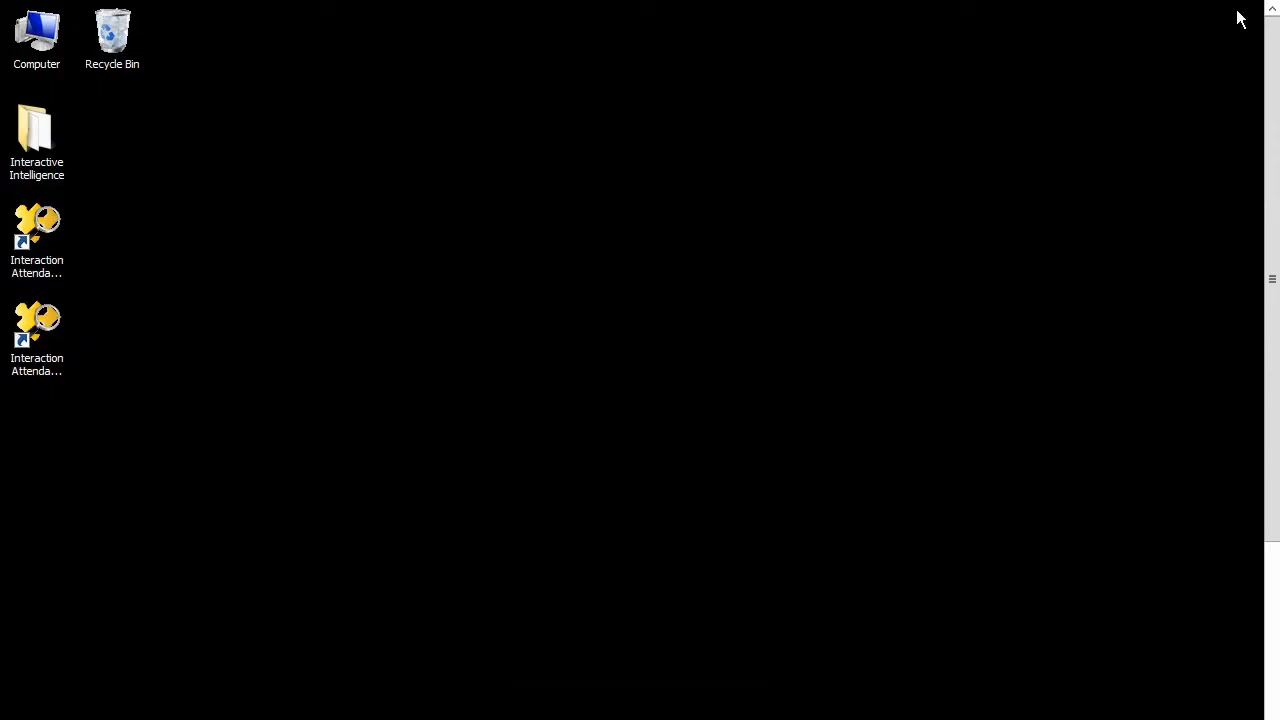 Computer
Recycle Bin
Interactive
Intelligence
Interaction
Attenda...
Interaction
Attenda...